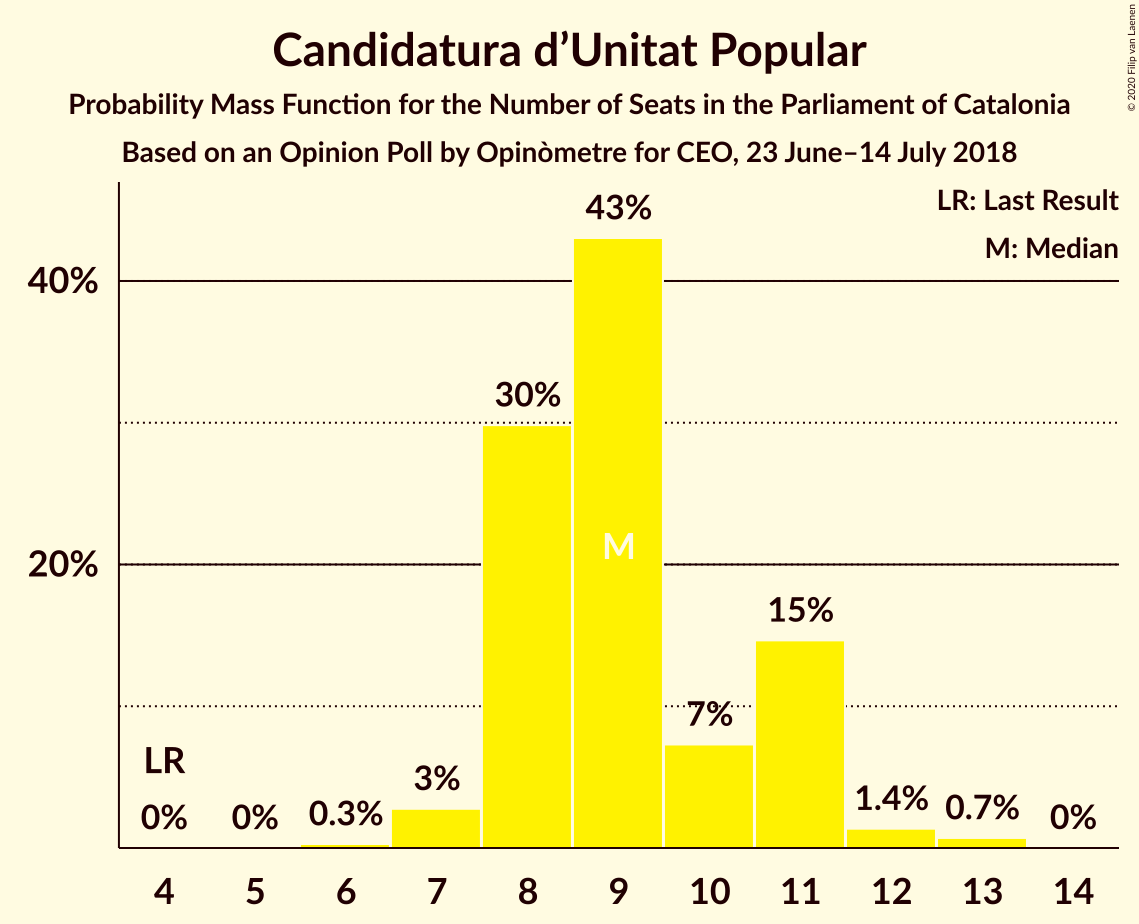 Candidatura d’Unitat Popular
Probability Mass Function for the Number of Seats in the Parliament of Catalonia
Based on an Opinion Poll by Opinòmetre for CEO, 23 June–14 July 2018
© 2020 Filip van Laenen
LR: Last Result
M: Median
43%
40%
30%
M
20%
15%
7%
LR
3%
0%
0%
0.3%
1.4%
0.7%
0%
4 5 6 7 8 9 10 11 12 13 14